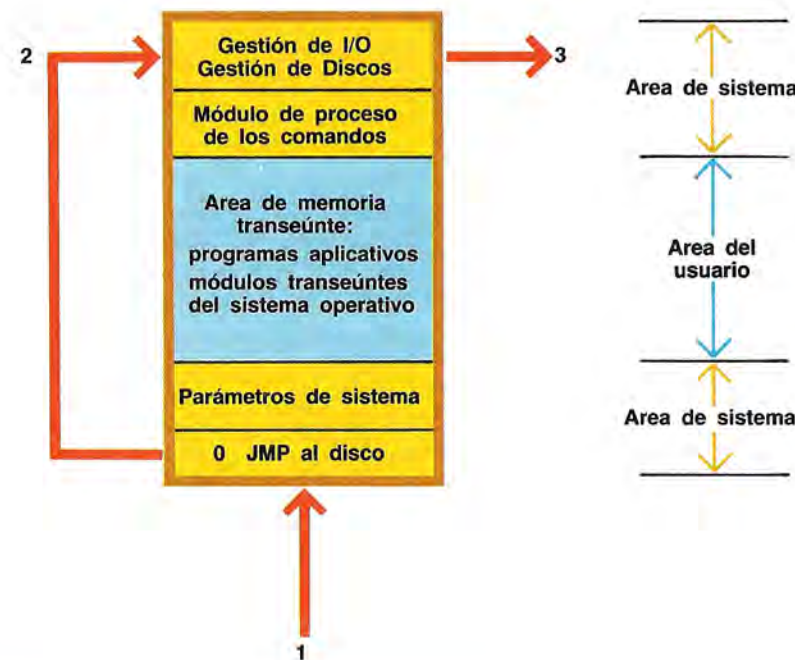 2
Gestión de I/O
Gestión de Discos
3
Módulo de proceso
de los comandos
Area de memoria
transeúnte:
programas aplicativos
módulos transeúntes
del sistema operativo
Parámetros de sistema
0 JMP al disco
1
Area de sistema
Area del
usuario
Area de sistema